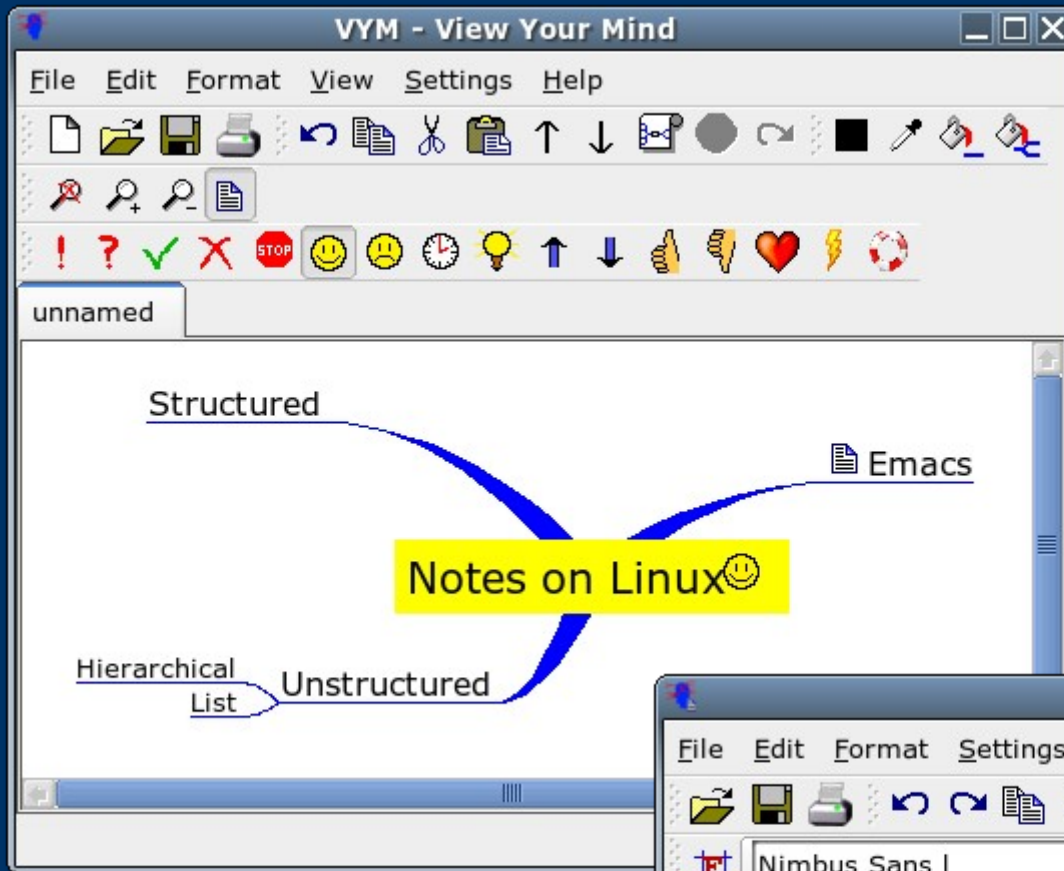 VYM - View Your Mind
File Edit Format View Settings Help
STOP
unnamed
Structured
Emacs
Notes on Linux
Hierarchical
Unstructured
List
File Edit Format Settings
Nimbus Sans l